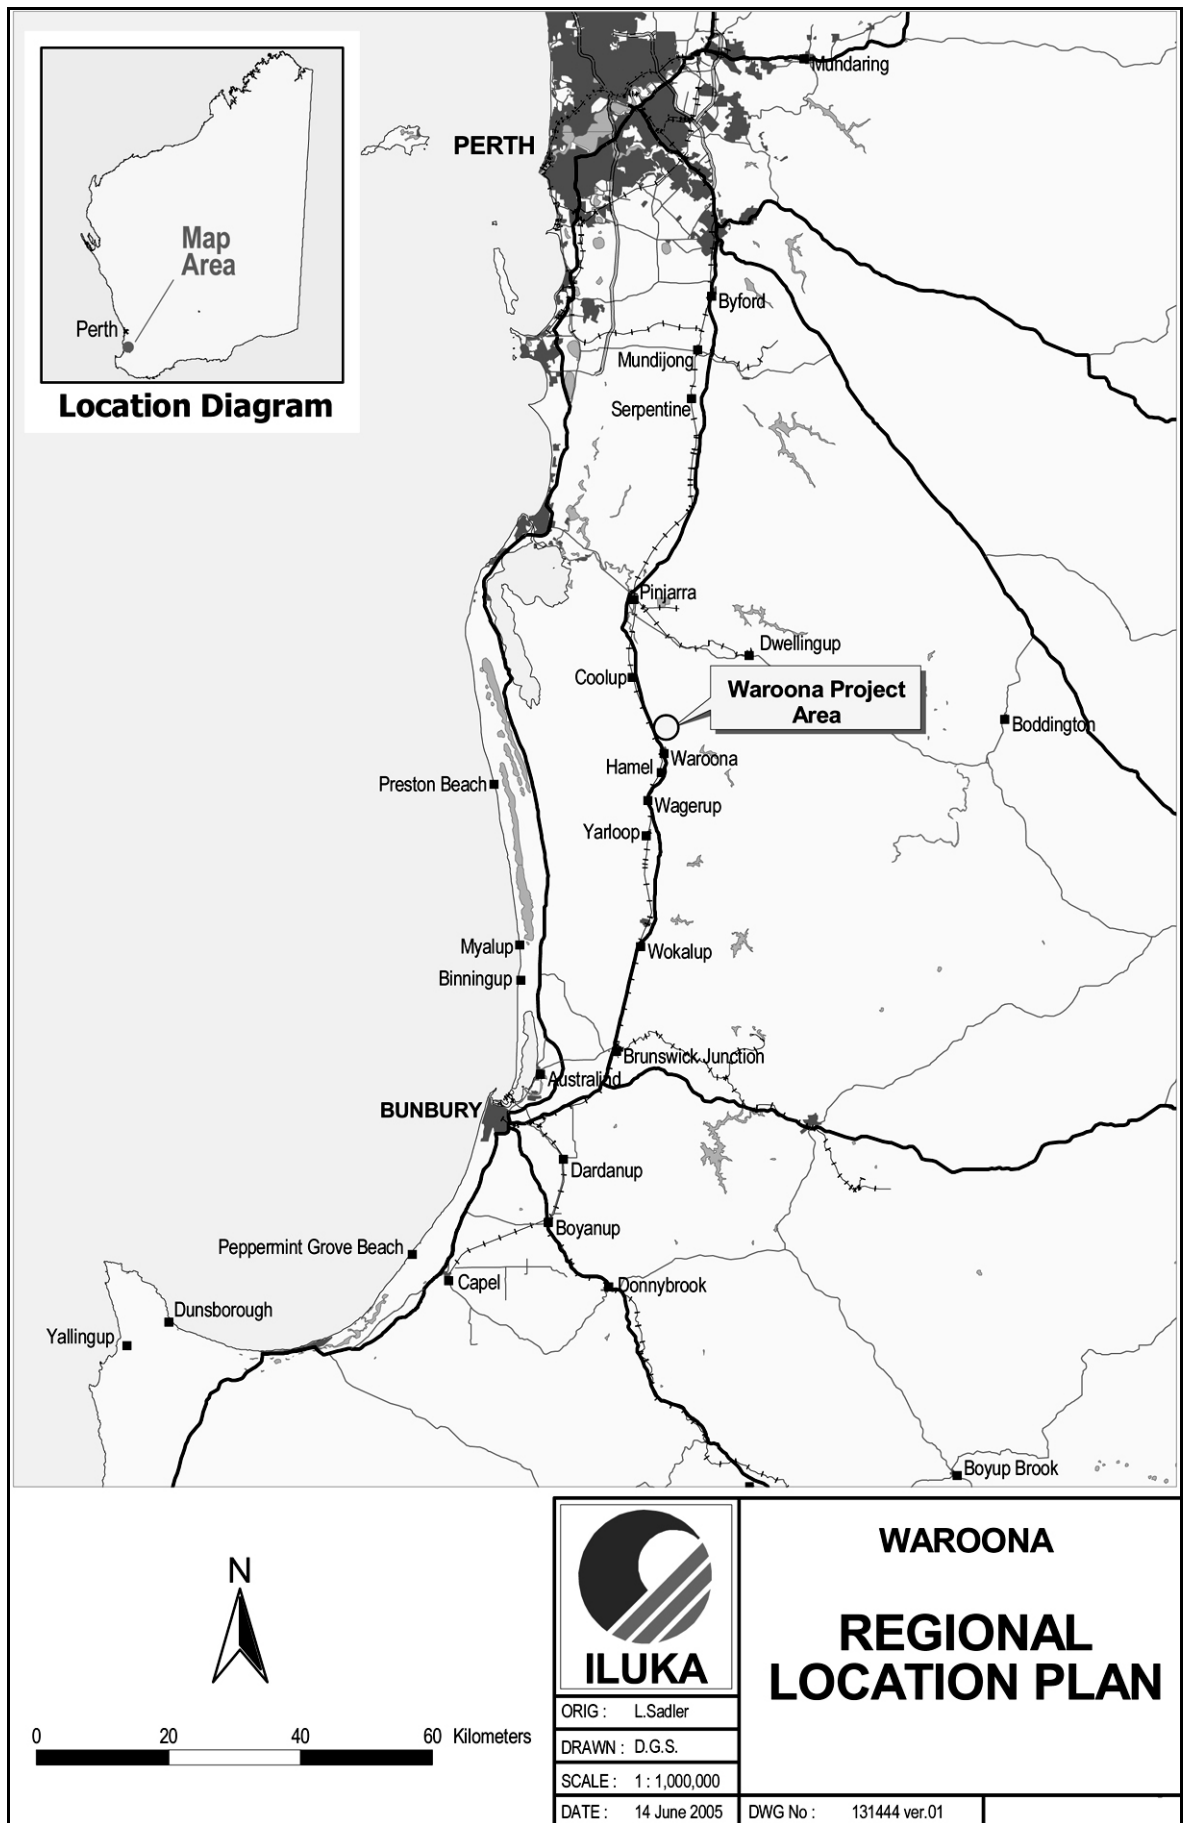 Mundaring
PERTH
Map
Area
Perth
Location Diagram
Byford
Mundijong
Serpentine
Pinjarra
Dwellingup
Coolup
Waroona Project
Area
Boddington
Waroona
Hamel
Preston Beach
Wagerup
Yarloop
Myalup
Wokalup
Binningup
Brunswick Junction
Australind
BUNBURY
Dardanup
Boyanup
Peppermint Grove Beach
Capel
Donnybrook
Dunsborough
Yallingup
Boyup Brook
N
0 20 40 60 Kilometers
ILUKA
WAROONA
REGIONAL
LOCATION PLAN
ORIG : L.Sadler
DRAWN : D.G.S.
SCALE : 1 : 1,000,000
DATE : 14 June 2005
DWG No : 131444 ver.01